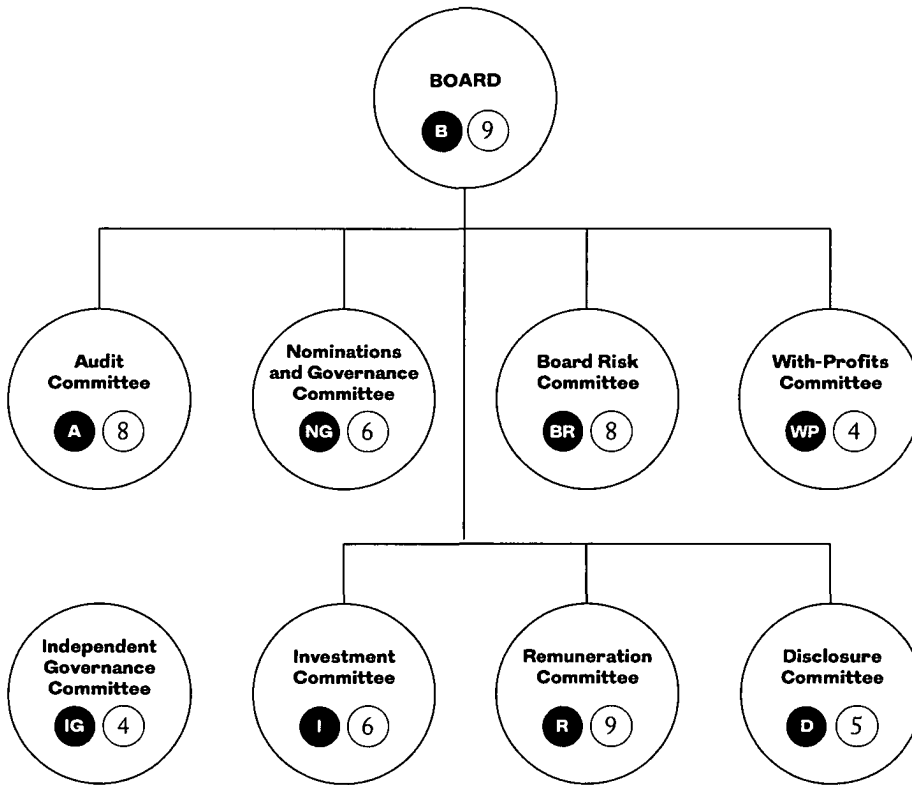 BOARD
B 9
Audit
Committee
A 8
Nominations
and Governance
Committee
NG 6
Board Risk
Committee
BR 8
With-Profits
Committee
WP 4
Independent
Governance
Committee
IG 4
Investment
Committee
I 6
Remuneration
Committee
R 9
Disclosure
Committee
D 5